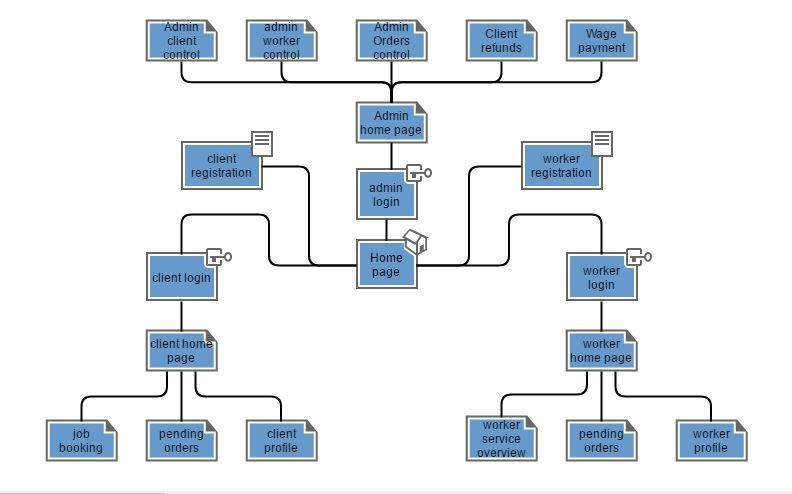 Admin
client
control
admin
worker
control
Admin
Orders
control
Client
refunds
Wage
payment
Admin
home page
client
registration
worker
registration
admin
login
Home
page
client login
worker
login
client home
page
worker
home page
job
booking
pending
orders
client
profile
worker
service
overview
pending
orders
worker
profile